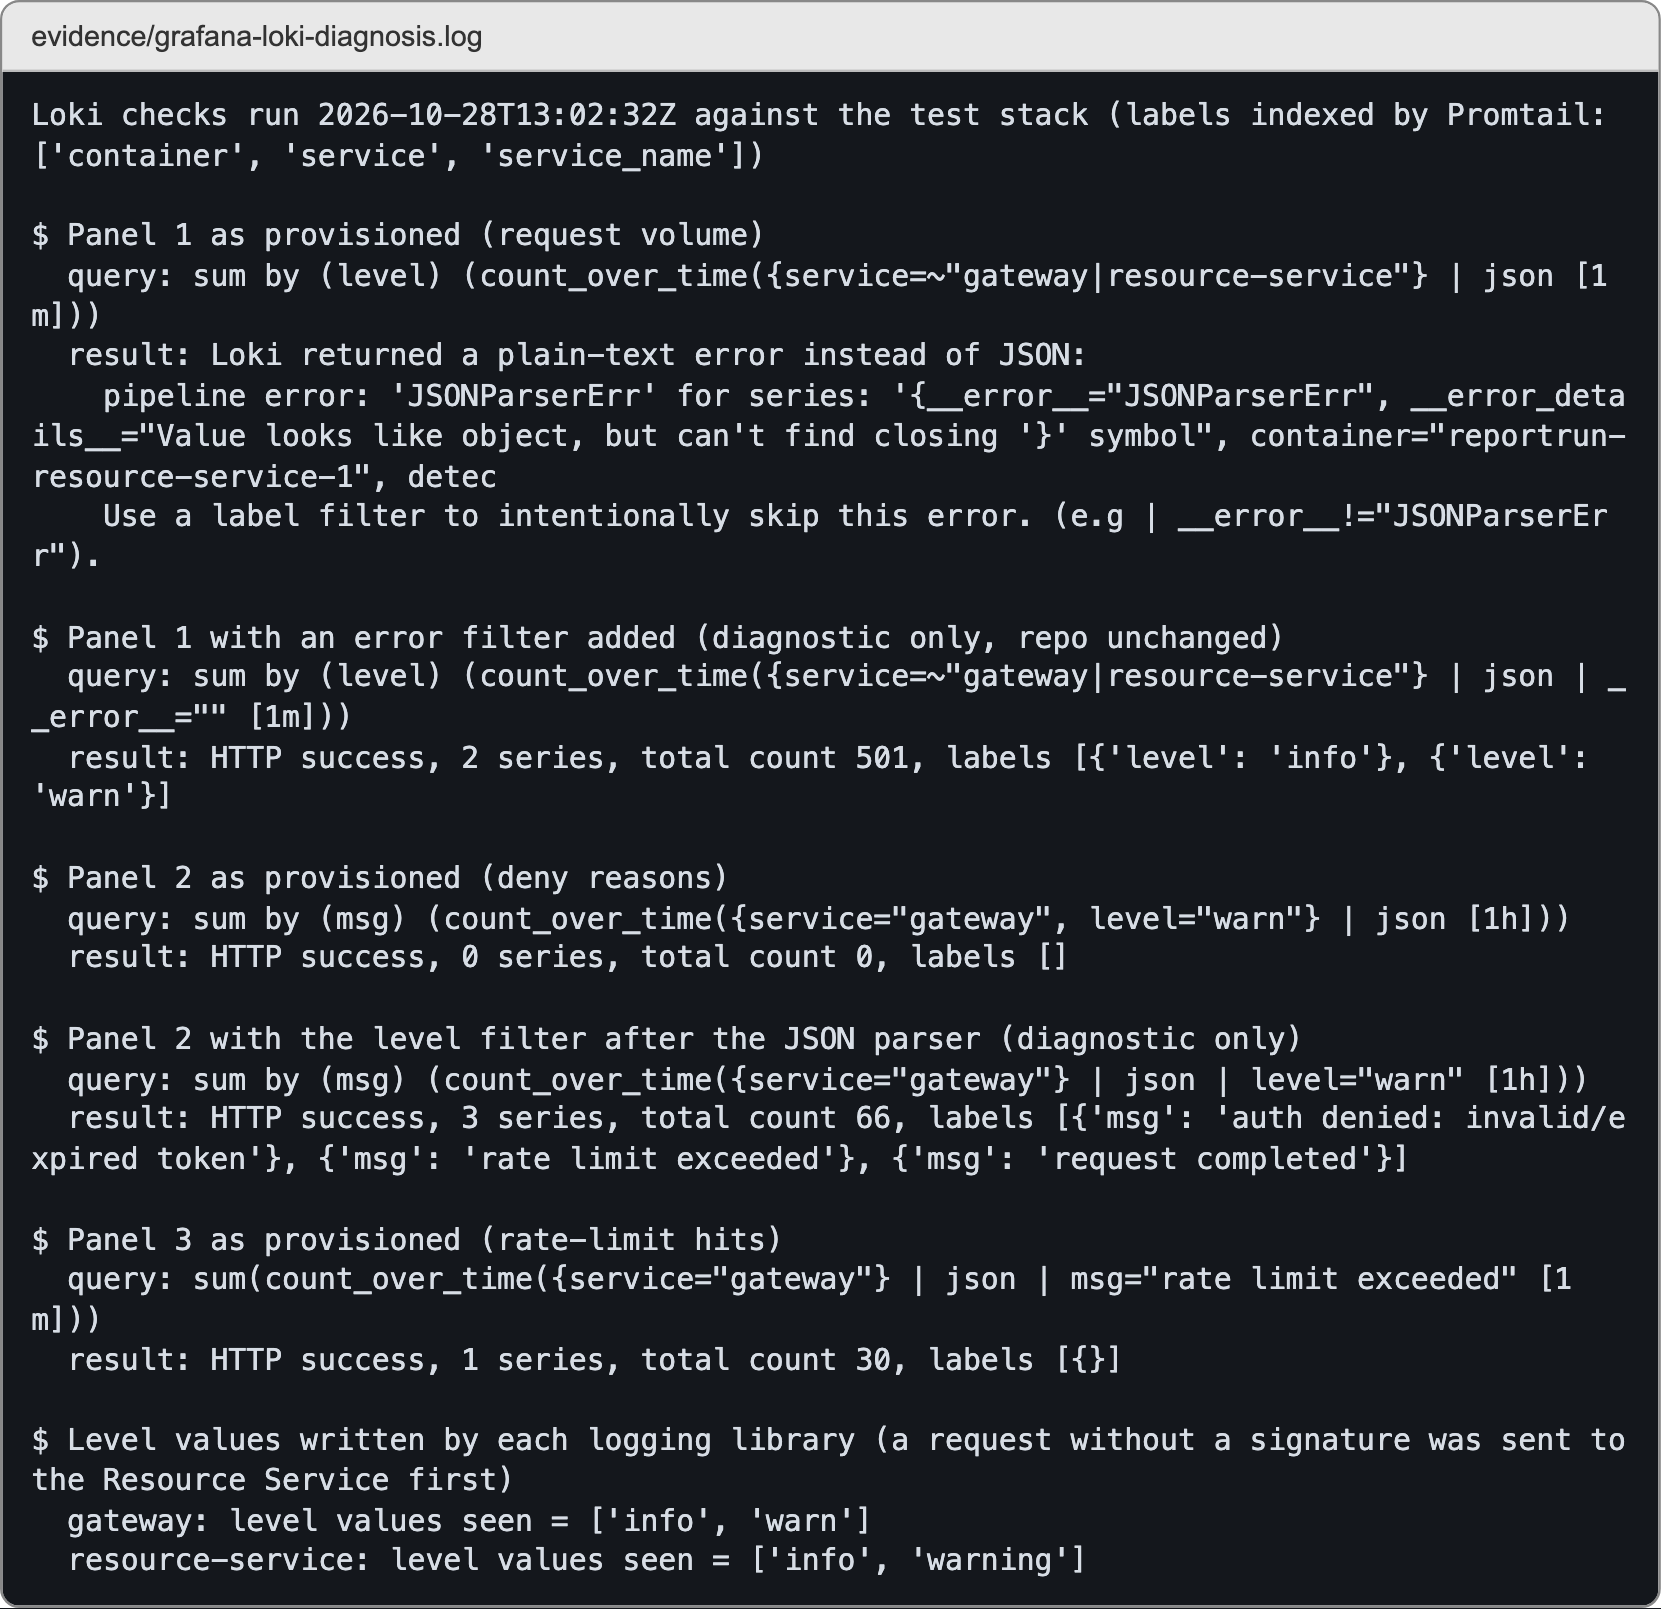 evidence/grafana-loki-diagnosis.log
Loki checks run 2026-10-28T13:02:32Z against the test stack (labels indexed by Promtail:
['container', 'service', 'service_name'])
$ Panel 1 as provisioned (request volume)
  query: sum by (level) (count_over_time({service=~"gateway|resource-service"} | json [1
m]))
  result: Loki returned a plain-text error instead of JSON:
    pipeline error: 'JSONParserErr' for series: '{__error__="JSONParserErr", __error_deta
ils__="Value looks like object, but can't find closing '}' symbol", container="reportrun-
resource-service-1", detec
    Use a label filter to intentionally skip this error. (e.g | __error__!="JSONParserEr
r").
$ Panel 1 with an error filter added (diagnostic only, repo unchanged)
  query: sum by (level) (count_over_time({service=~"gateway|resource-service"} | json | _
_error__="" [1m]))
  result: HTTP success, 2 series, total count 501, labels [{'level': 'info'}, {'level':
'warn'}]
$ Panel 2 as provisioned (deny reasons)
  query: sum by (msg) (count_over_time({service="gateway", level="warn"} | json [1h]))
  result: HTTP success, 0 series, total count 0, labels []
$ Panel 2 with the level filter after the JSON parser (diagnostic only)
  query: sum by (msg) (count_over_time({service="gateway"} | json | level="warn" [1h]))
  result: HTTP success, 3 series, total count 66, labels [{'msg': 'auth denied: invalid/e
xpired token'}, {'msg': 'rate limit exceeded'}, {'msg': 'request completed'}]
$ Panel 3 as provisioned (rate-limit hits)
  query: sum(count_over_time({service="gateway"} | json | msg="rate limit exceeded" [1
m]))
  result: HTTP success, 1 series, total count 30, labels [{}]
$ Level values written by each logging library (a request without a signature was sent to
the Resource Service first)
  gateway: level values seen = ['info', 'warn']
  resource-service: level values seen = ['info', 'warning']